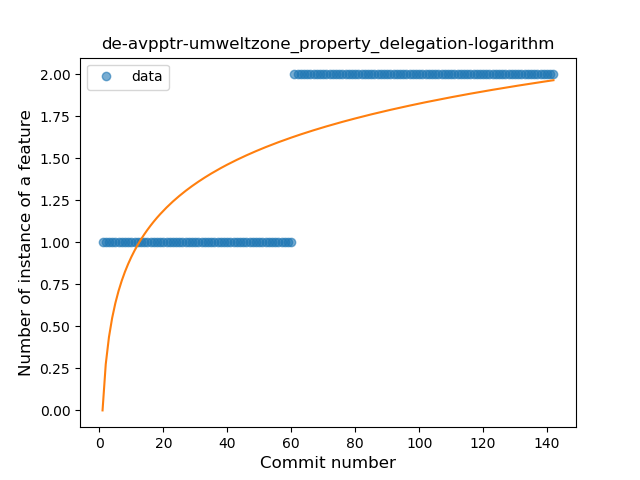 de-avpptr-umweltzone_property_delegation-logarithm
data
Number of instance of a feature
2.00
1.75
1.50
1.25
1.00
0.75
0.50
0.25
0.00
0 20 40 60 80 100 120 140
Commit number